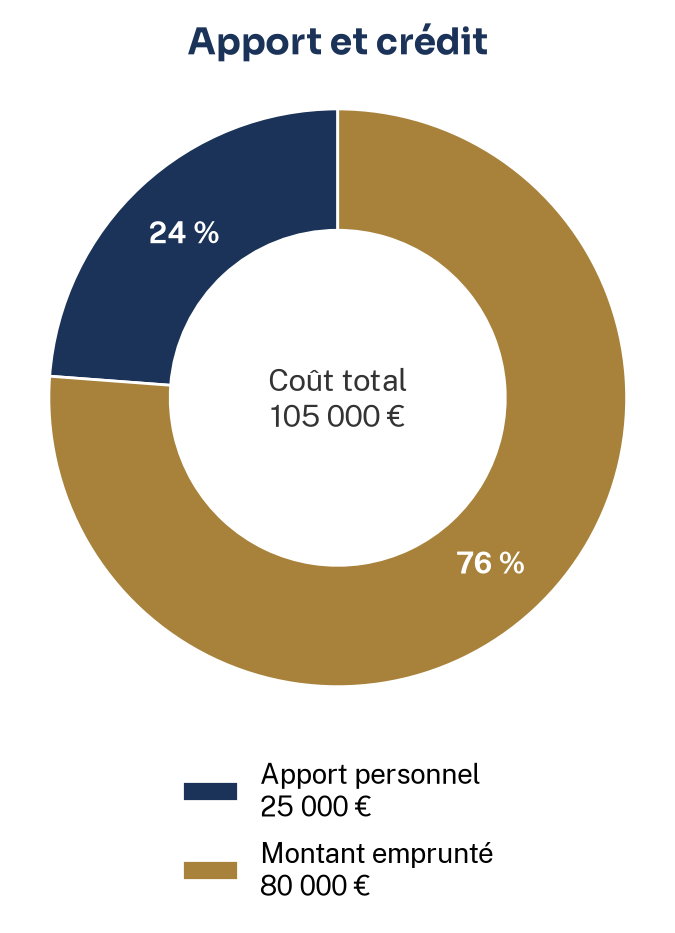 Apport et crédit
24 %
Coût total
105 000 €
76 %
Apport personnel
25 000 €
Montant emprunté
80 000 €